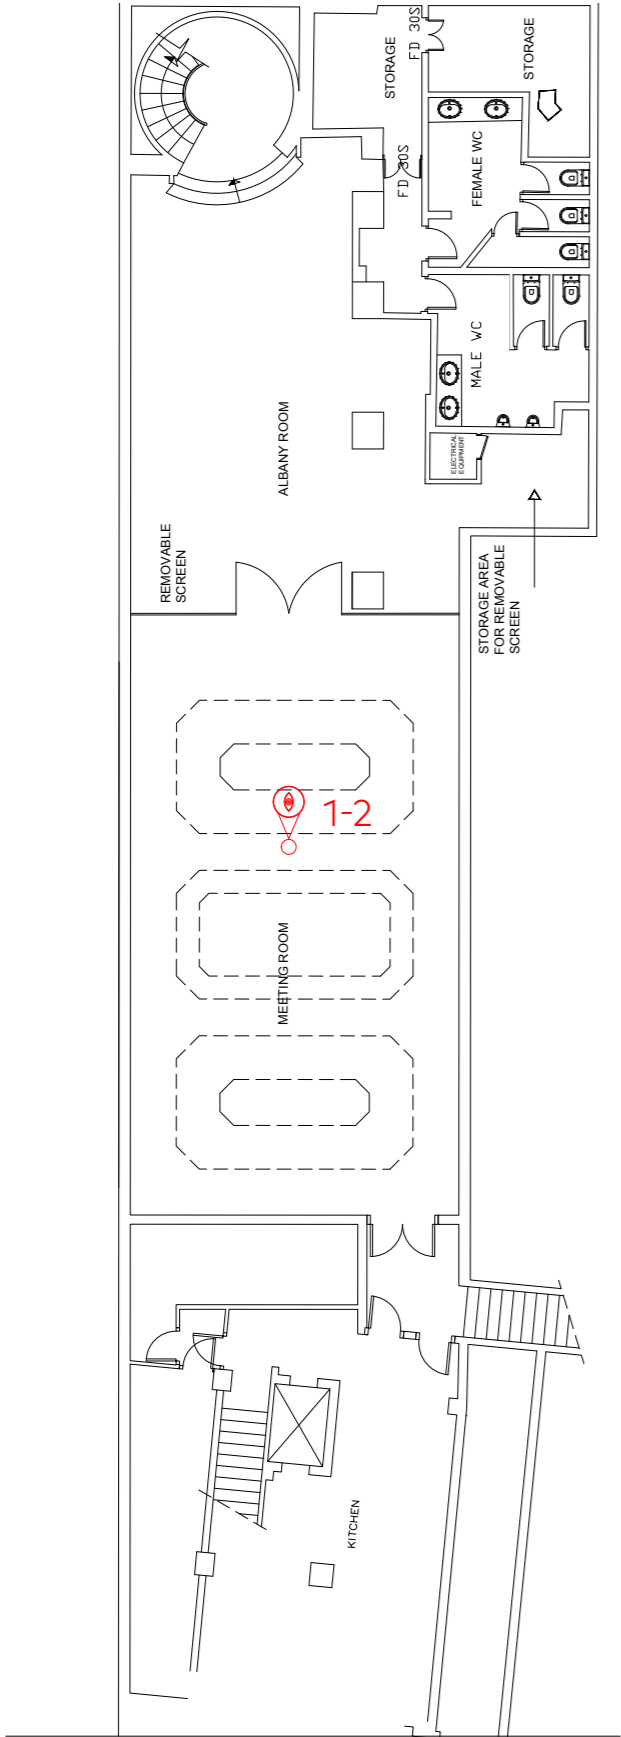 FD 30S
STORAGE
STORAGE
FD 30S
FEMALE WC
MALE WC
ALBANY ROOM
ELECTRICAL
EQUIPMENT
REMOVABLE
SCREEN
STORAGE AREA
FOR REMOVABLE
SCREEN
1-2
MEETING ROOM
KITCHEN